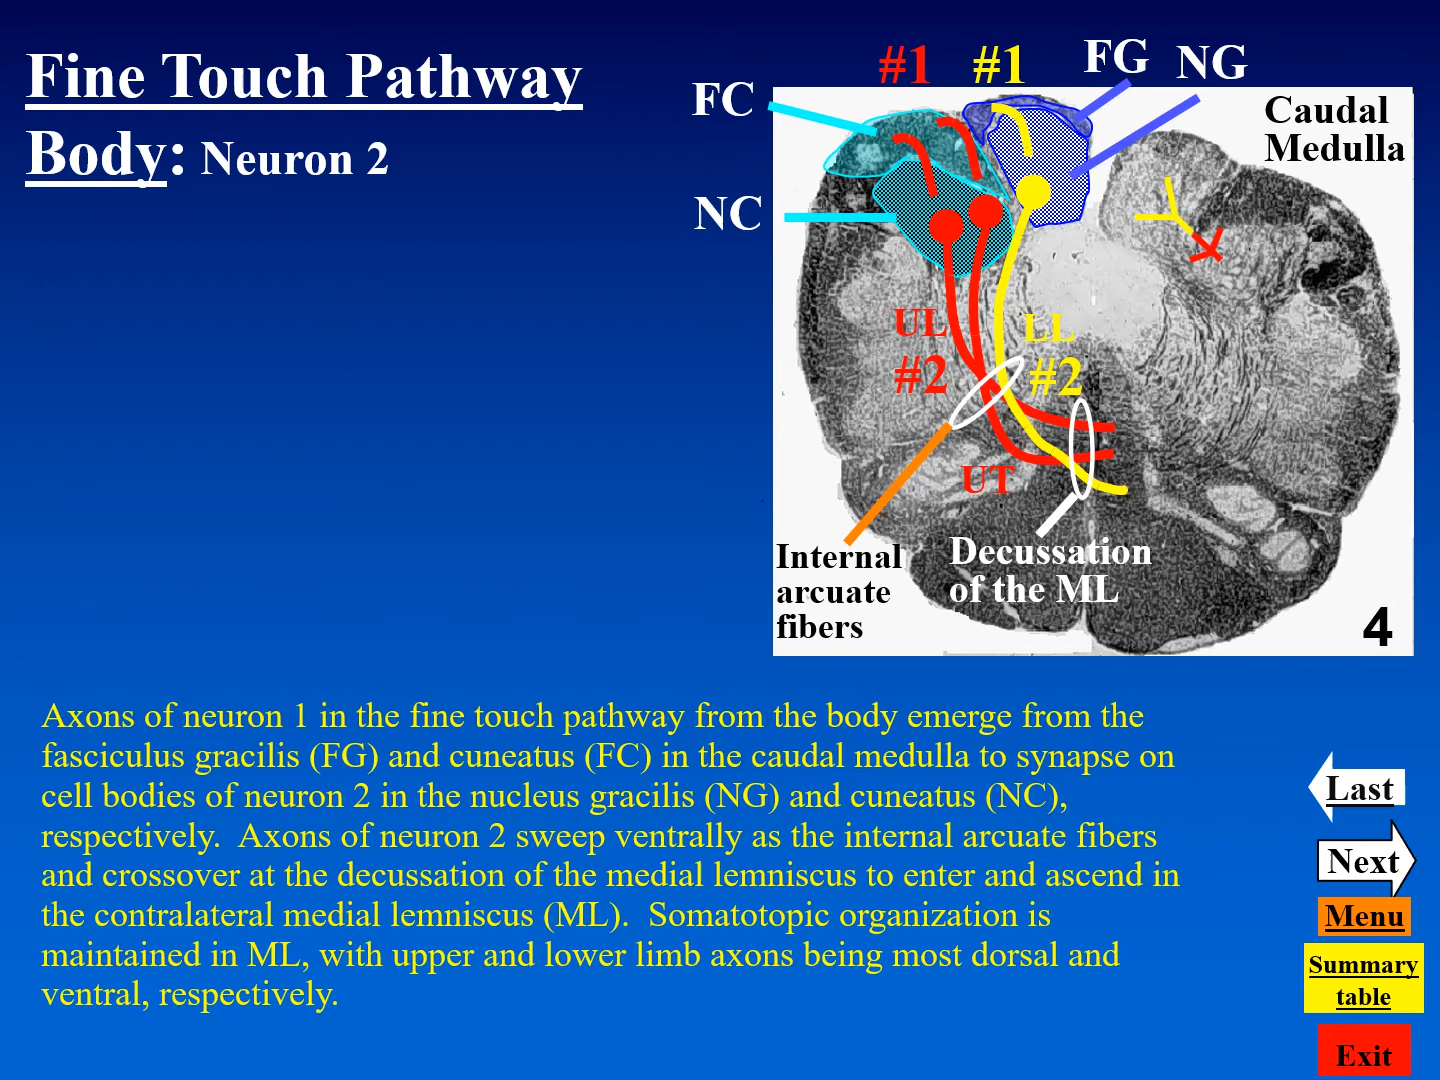 Fine Touch Pathway
Body: Neuron 2
#1 #1 FG NG
FC
Caudal
Medulla
NC
UL LL
#2 #2
UT
Internal
arcuate
fibers
Decussation
of the ML
4
Axons of neuron 1 in the fine touch pathway from the body emerge from the
fasciculus gracilis (FG) and cuneatus (FC) in the caudal medulla to synapse on
cell bodies of neuron 2 in the nucleus gracilis (NG) and cuneatus (NC),
respectively.  Axons of neuron 2 sweep ventrally as the internal arcuate fibers
and crossover at the decussation of the medial lemniscus to enter and ascend in
the contralateral medial lemniscus (ML).  Somatotopic organization is
maintained in ML, with upper and lower limb axons being most dorsal and
ventral, respectively.
Last
Next
Menu
Summary
table
Exit